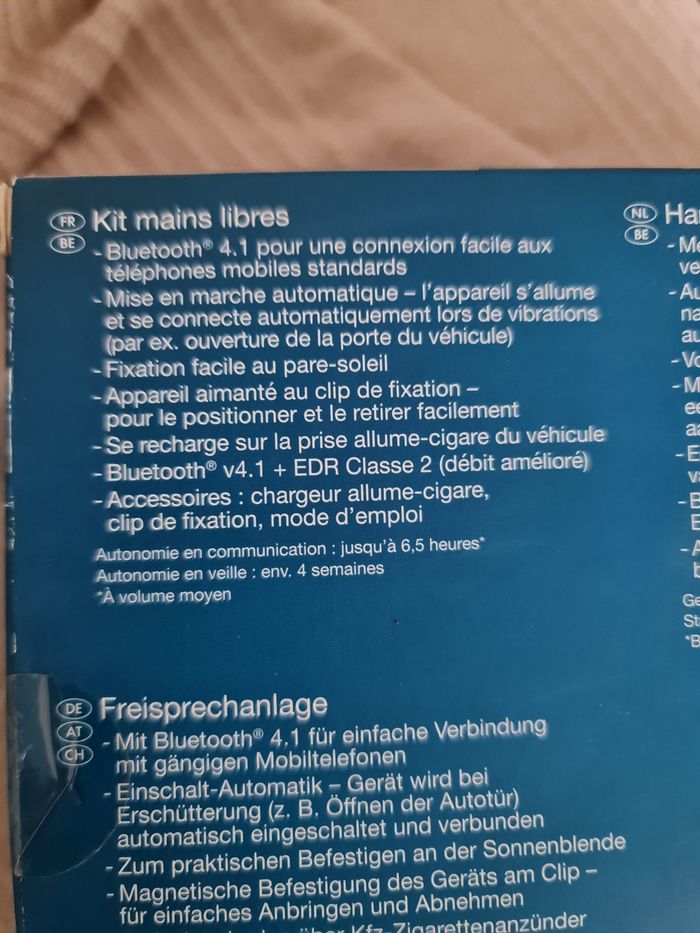 FR
BE
Kit mains libres
- Bluetooth® 4.1 pour une connexion facile aux
téléphones mobiles standards
- Mise en marche automatique – l'appareil s'allume
et se connecte automatiquement lors de vibrations
(par ex. ouverture de la porte du véhicule)
- Fixation facile au pare-soleil
- Appareil aimanté au clip de fixation –
pour le positionner et le retirer facilement
- Se recharge sur la prise allume-cigare du véhicule
- Bluetooth® v4.1 + EDR Classe 2 (débit amélioré)
- Accessoires : chargeur allume-cigare,
clip de fixation, mode d'emploi
Autonomie en communication : jusqu'à 6,5 heures*
Autonomie en veille : env. 4 semaines
*À volume moyen
DE
AT
CH
Freisprechanlage
- Mit Bluetooth® 4.1 für einfache Verbindung
mit gängigen Mobiltelefonen
- Einschalt-Automatik – Gerät wird bei
Erschütterung (z. B. Öffnen der Autotür)
automatisch eingeschaltet und verbunden
- Zum praktischen Befestigen an der Sonnenblende
- Magnetische Befestigung des Geräts am Clip –
für einfaches Anbringen und Abnehmen
über Kfz-Zigarettenanzünder
NL
BE